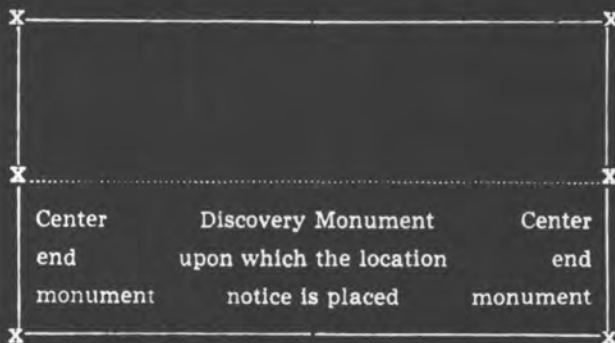 X X
X X
Center Discovery Monument Center
end upon which the location end
monument notice is placed monument
X X